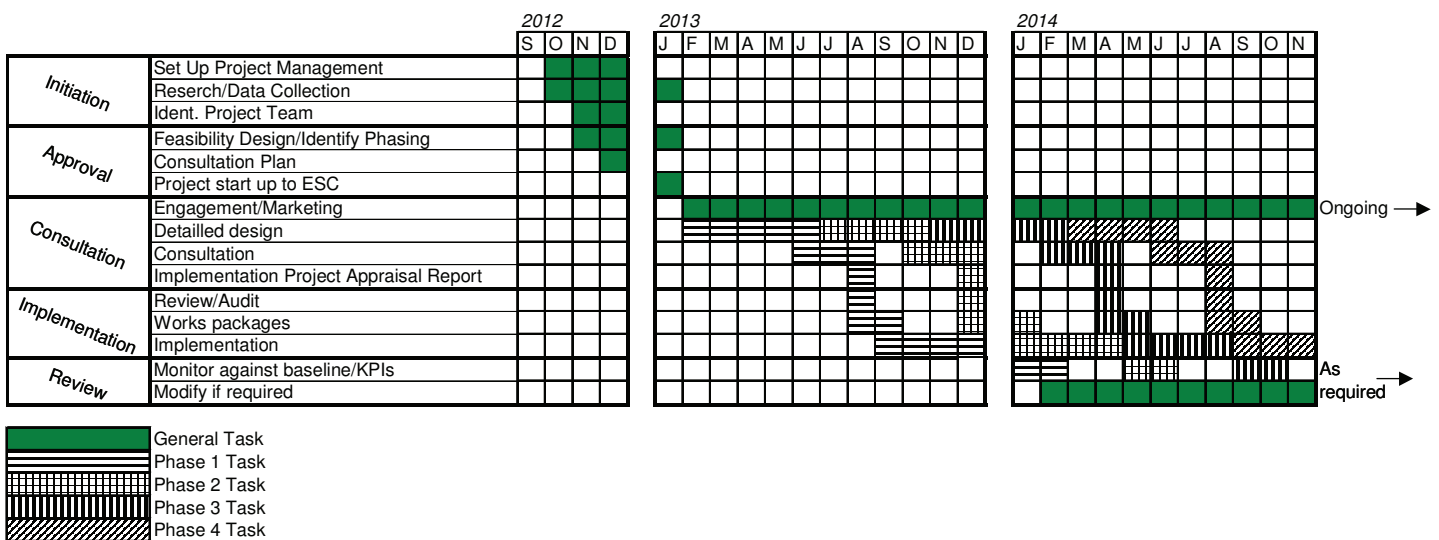 2012 2013 2014
S O N D J F M A M J J A S O N D J F M A M J J A S O N
Initiation
Set Up Project Management
Reserch/Data Collection
Ident. Project Team
Approval
Feasibility Design/Identify Phasing
Consultation Plan
Project start up to ESC
Consultation
Engagement/Marketing Ongoing
Detailled design
Consultation
Implementation Project Appraisal Report
Implementation
Review/Audit
Works packages
Implementation
Review
Monitor against baseline/KPIs As
Modify if required required
General Task
Phase 1 Task
Phase 2 Task
Phase 3 Task
Phase 4 Task